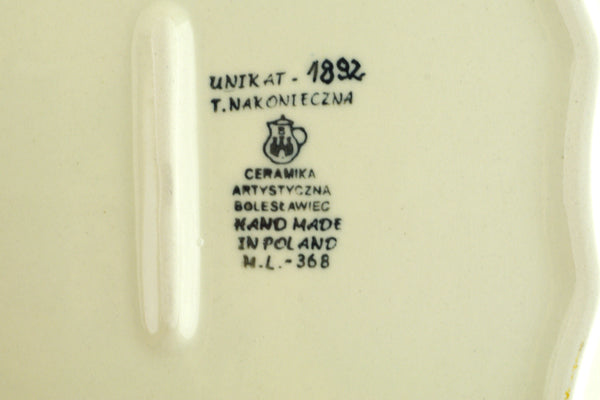 UNIKAT - 1892
T. NAKONIECZNA
B
CERAMIKA
ARTYSTYCZNA
BOLESŁAWIEC
HAND MADE
IN POLAND
M.L.-368